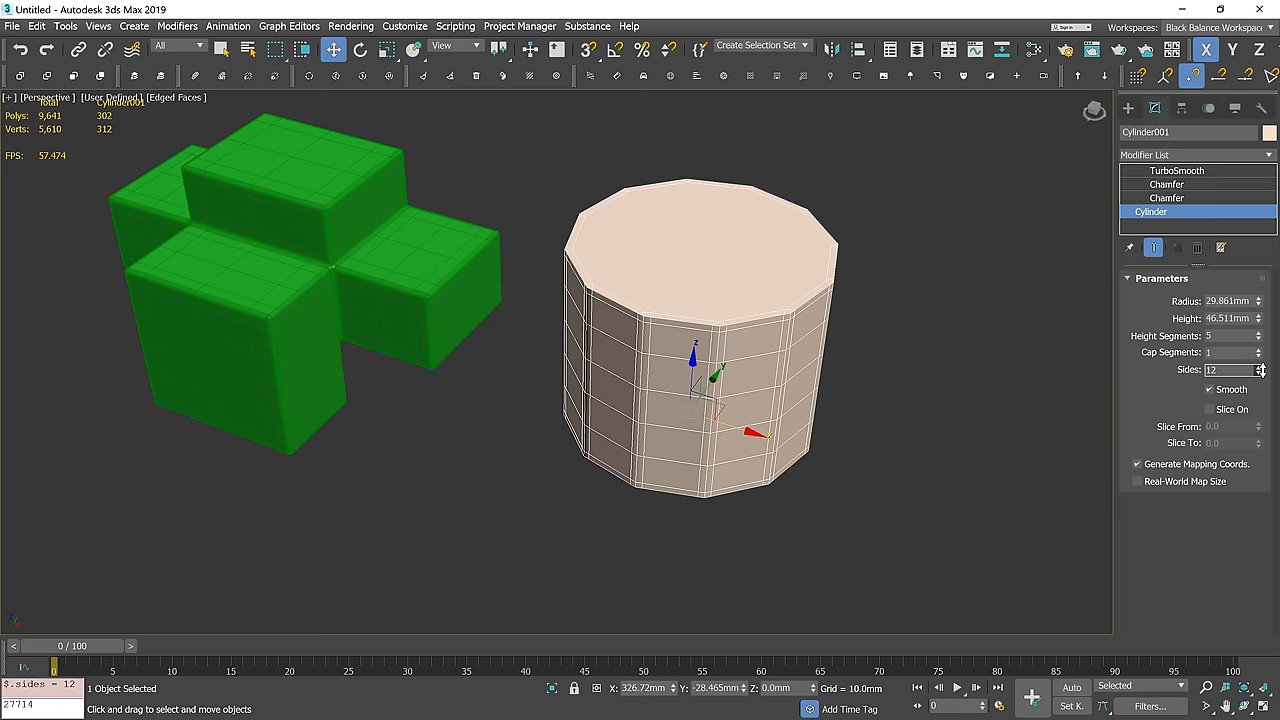 Untitled - Autodesk 3ds Max 2019
File Edit Tools Views Create Modifiers Animation Graph Editors Rendering Customize Scripting Project Manager Substance Help
Sign In Workspaces: Black Balance Workspac
All View Create Selection Set X Y Z
[+] [Perspective] [User Defined] [Edged Faces]
Total Cylinder001
Polys: 9,641 302
Verts: 5,610 312
FPS: 57.474
Cylinder001
Modifier List
TurboSmooth
Chamfer
Chamfer
Cylinder
Parameters
Radius: 29.861mm
Height: 46.511mm
Height Segments: 5
Cap Segments: 1
Sides: 12
Smooth
Slice On
Slice From: 0.0
Slice To: 0.0
Generate Mapping Coords.
Real-World Map Size
z
y
< 0 / 100 >
0 5 10 15 20 25 30 35 40 45 50 55 60 65 70 75 80 85 90 95 100
$.sides = 12
27714
1 Object Selected
Click and drag to select and move objects
X: 326.72mm Y: -28.465mm Z: 0.0mm Grid = 10.0mm
Add Time Tag
0
Auto Selected
Set K. Filters...